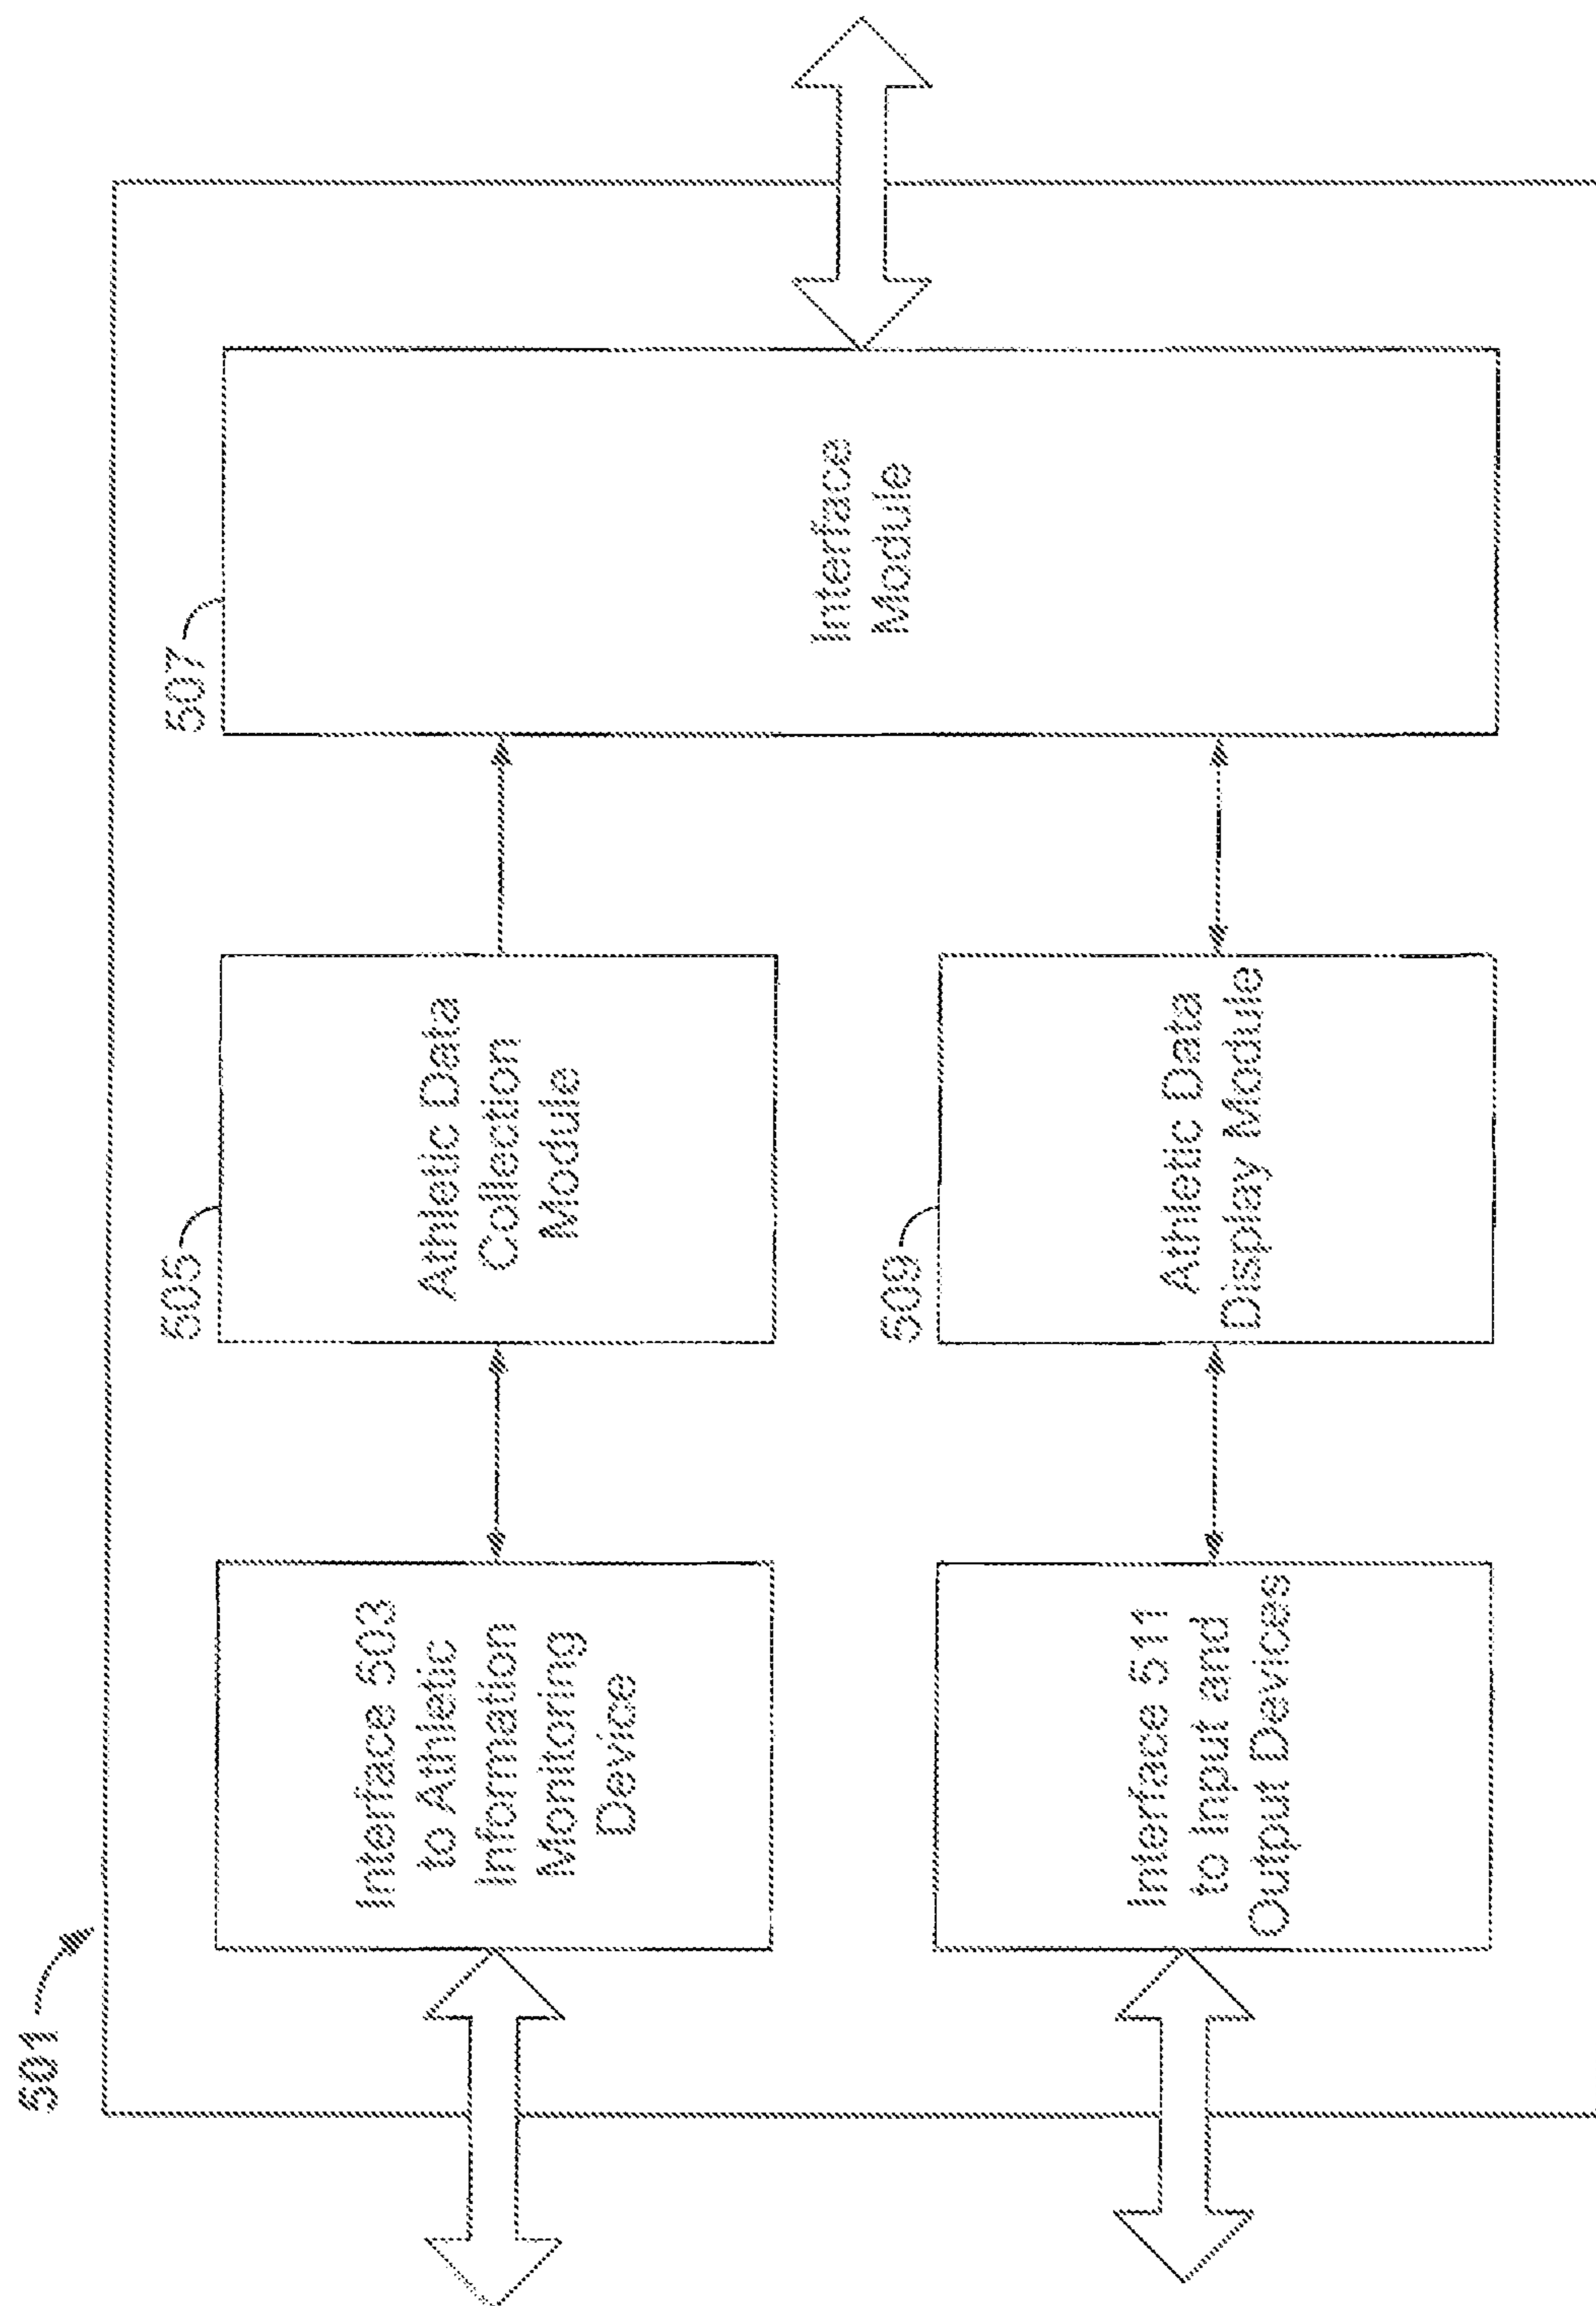 501
Interface 503
to Athletic
Information
Monitoring
Device
505
Athletic Data
Collection
Module
507
Interface
Module
Interface 511
to Input and
Output Devices
509
Athletic Data
Display Module